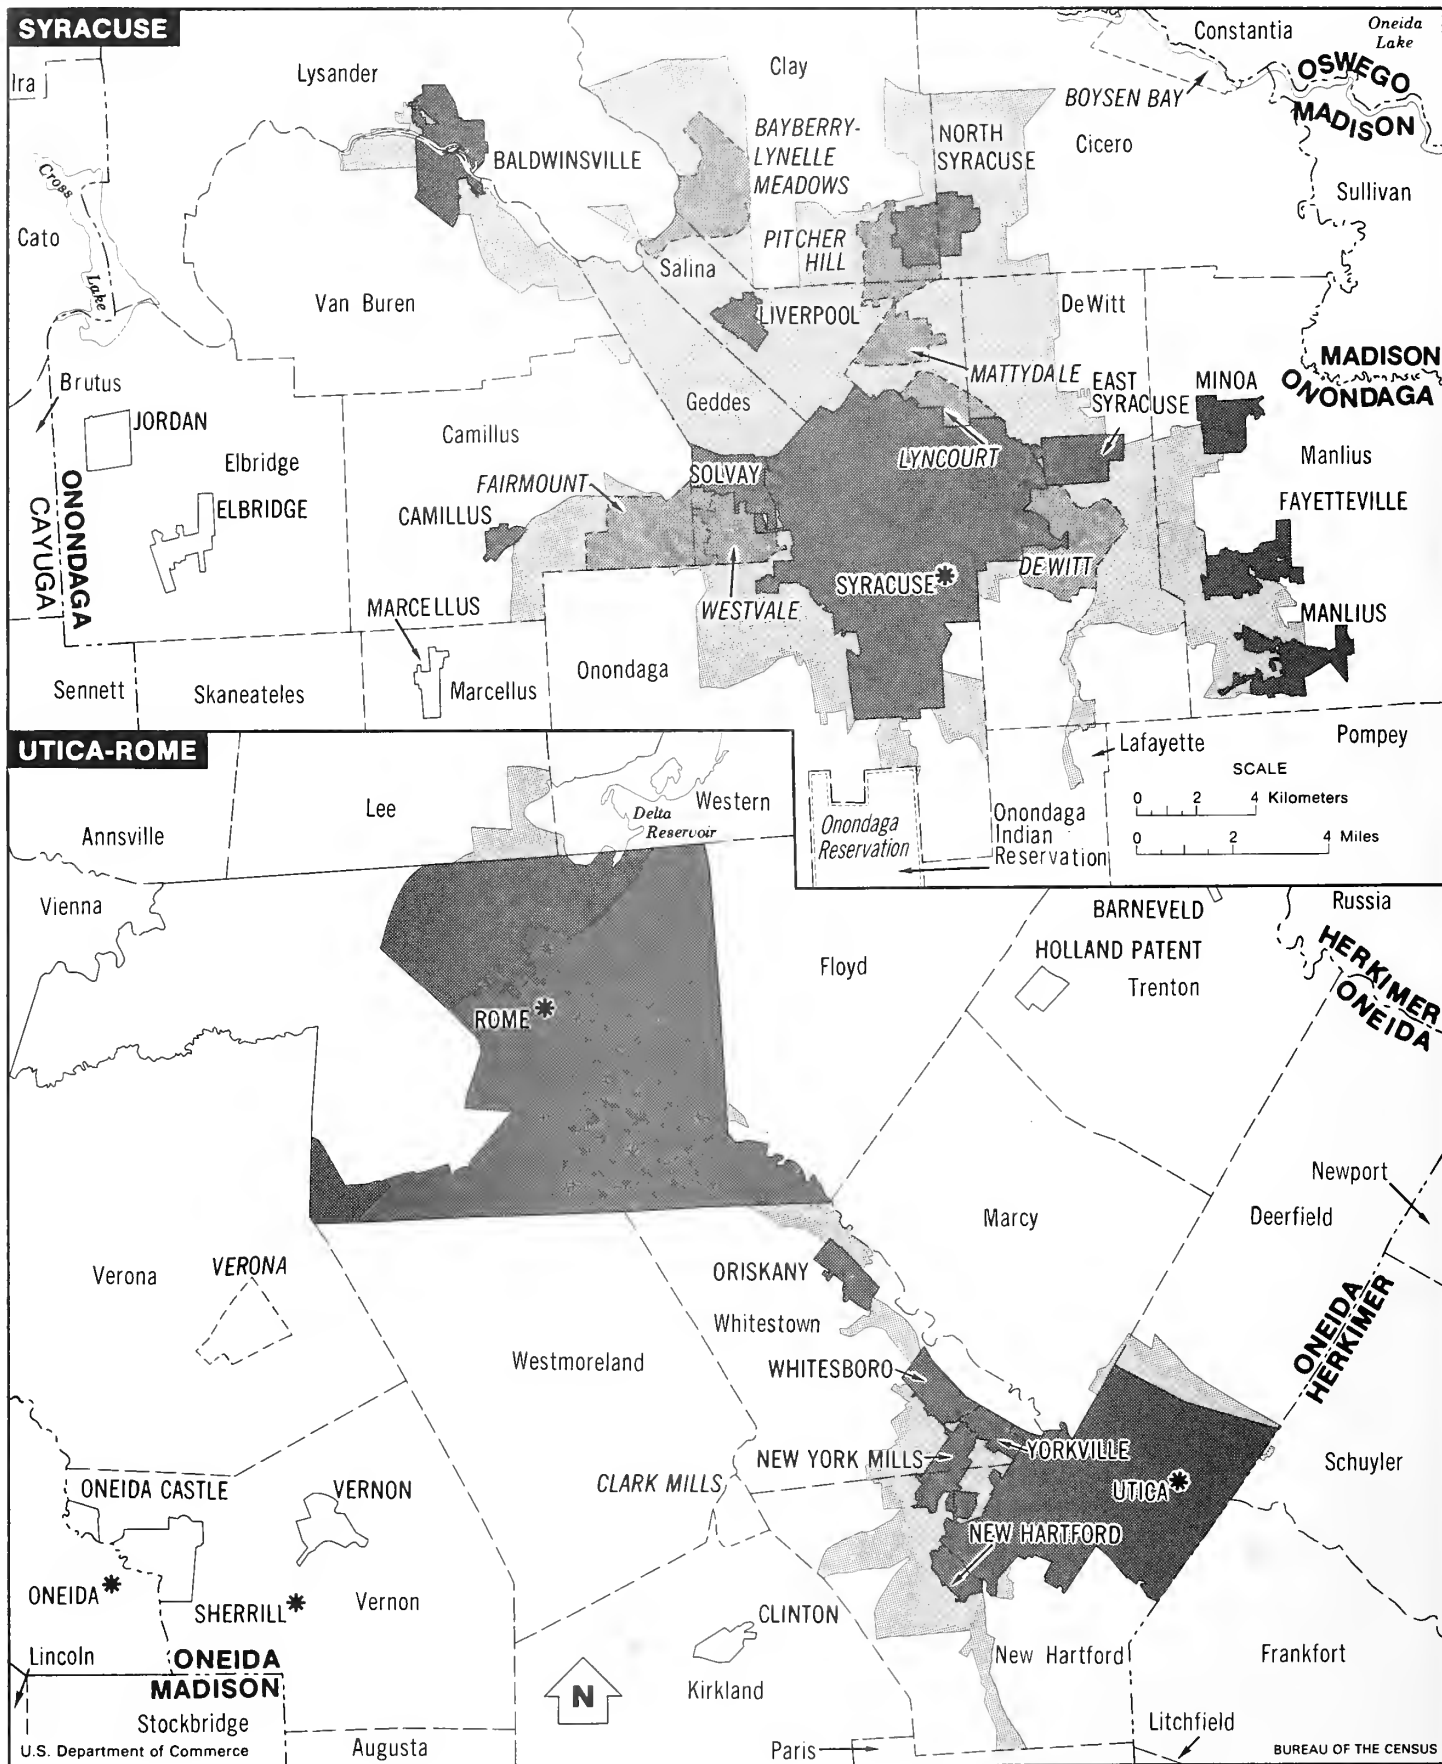 SYRACUSE
Ira
Lysander
Clay
Constantia
Oneida
Lake
OSWEGO
MADISON
BOYSEN BAY
BAYBERRY-
LYNELLE
MEADOWS
NORTH
SYRACUSE
Cicero
BALDWINSVILLE
Cross
Lake
Sullivan
Cato
PITCHER
HILL
Salina
Van Buren
LIVERPOOL
DeWitt
MATTYDALE
MADISON
ONONDAGA
Brutus
EAST
SYRACUSE
MINOA
Geddes
JORDAN
Camillus
LYNCOURT
Manlius
Elbridge
SOLVAY
FAIRMOUNT
ELBRIDGE
CAMILLUS
FAYETTEVILLE
ONONDAGA
CAYUGA
DEWITT
SYRACUSE
MARCELLUS
WESTVALE
MANLIUS
Onondaga
Sennett
Skaneateles
Marcellus
Lafayette
Pompey
SCALE
0 2 4 Kilometers
0 2 4 Miles
Onondaga
Reservation
Onondaga
Indian
Reservation
UTICA-ROME
Lee
Western
Delta
Reservoir
Annsville
Vienna
BARNEVELD
Russia
HOLLAND PATENT
HERKIMER
ONEIDA
Floyd
Trenton
ROME
Newport
Marcy
Deerfield
Verona
VERONA
ORISKANY
ONEIDA
HERKIMER
Whitestown
Westmoreland
WHITESBORO
NEW YORK MILLS
YORKVILLE
Schuyler
CLARK MILLS
UTICA
ONEIDA CASTLE
VERNON
NEW HARTFORD
ONEIDA
SHERRILL
Vernon
CLINTON
Lincoln
ONEIDA
MADISON
New Hartford
Frankfort
N
Kirkland
Stockbridge
Litchfield
U.S. Department of Commerce
Augusta
Paris
BUREAU OF THE CENSUS